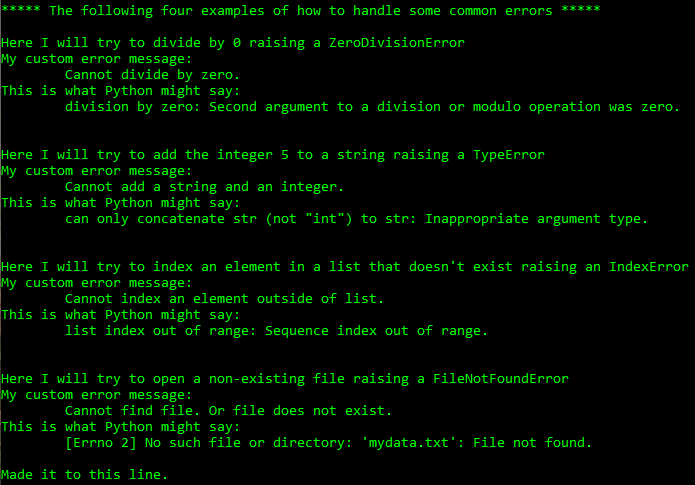 ***** The following four examples of how to handle some common errors *****
Here I will try to divide by 0 raising a ZeroDivisionError
My custom error message:
Cannot divide by zero.
This is what Python might say:
division by zero: Second argument to a division or modulo operation was zero.
Here I will try to add the integer 5 to a string raising a TypeError
My custom error message:
Cannot add a string and an integer.
This is what Python might say:
can only concatenate str (not "int") to str: Inappropriate argument type.
Here I will try to index an element in a list that doesn't exist raising an IndexError
My custom error message:
Cannot index an element outside of list.
This is what Python might say:
list index out of range: Sequence index out of range.
Here I will try to open a non-existing file raising a FileNotFoundError
My custom error message:
Cannot find file. Or file does not exist.
This is what Python might say:
[Errno 2] No such file or directory: 'mydata.txt': File not found.
Made it to this line.